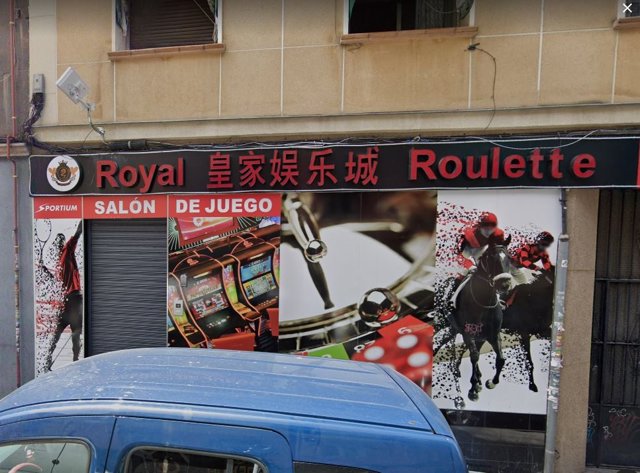 Royal 皇家娱乐城 Roulette
SPORTIUM SALÓN DE JUEGO